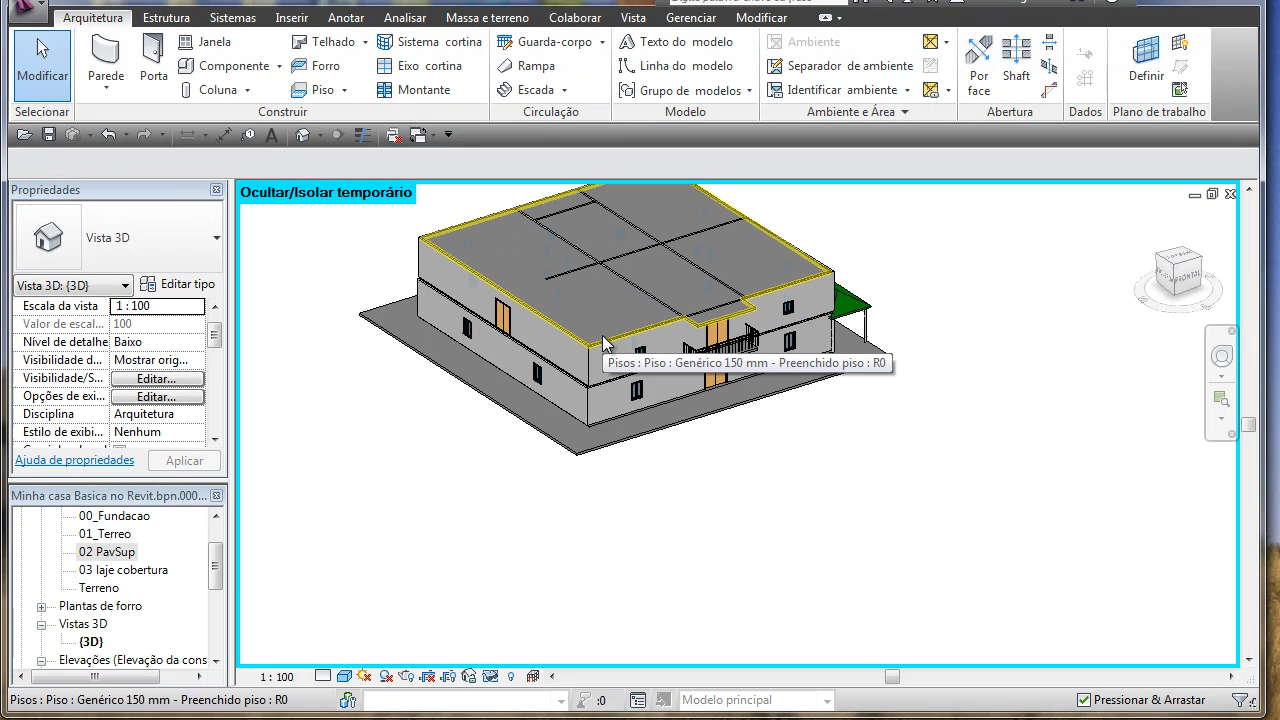 Arquitetura Estrutura Sistemas Inserir Anotar Analisar Massa e terreno Colaborar Vista Gerenciar Modificar
Modificar
Selecionar
Parede
Porta
Janela
Componente
Coluna
Telhado
Forro
Piso
Sistema cortina
Eixo cortina
Montante
Construir
Guarda-corpo
Rampa
Escada
Circulação
Texto do modelo
Linha do modelo
Grupo de modelos
Modelo
Ambiente
Separador de ambiente
Identificar ambiente
Ambiente e Área
Por face
Shaft
Abertura
Dados
Definir
Plano de trabalho
Propriedades
Vista 3D
Vista 3D: {3D}
Editar tipo
Escala da vista 1 : 100
Valor de escal... 100
Nível de detalhe Baixo
Visibilidade d... Mostrar orig...
Visibilidade/S... Editar...
Opções de exi... Editar...
Disciplina Arquitetura
Estilo de exibi... Nenhum
Ajuda de propriedades
Aplicar
Minha casa Basica no Revit.bpn.000...
00_Fundacao
01_Terreo
02 PavSup
03 laje cobertura
Terreno
Plantas de forro
Vistas 3D
{3D}
Elevações (Elevação da cons
Ocultar/Isolar temporário
Pisos : Piso : Genérico 150 mm - Preenchido piso : R0
FRONTAL
1 : 100
Pisos : Piso : Genérico 150 mm - Preenchido piso : R0
:0
Modelo principal
Pressionar & Arrastar